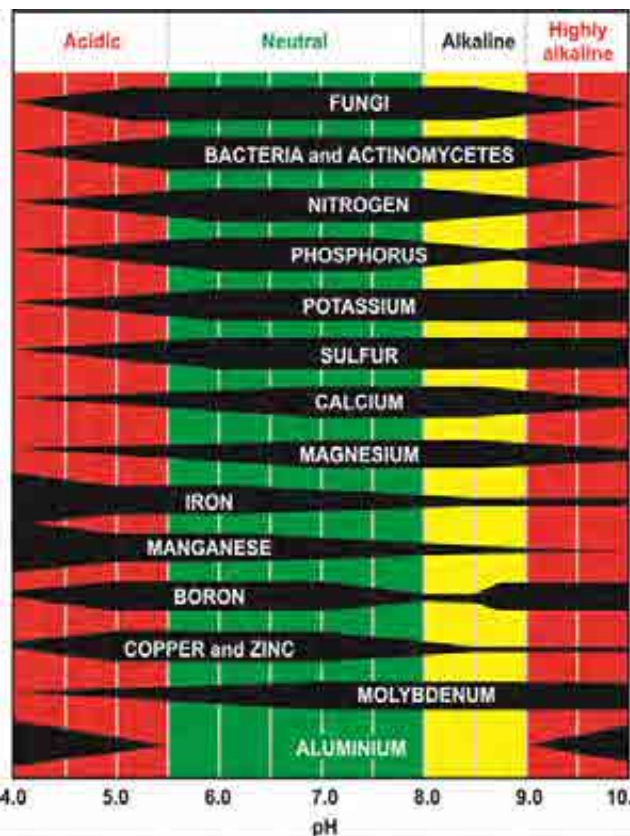 Acidic
Neutral
Alkaline
Highly
alkaline
FUNGI
BACTERIA and ACTINOMYCETES
NITROGEN
PHOSPHORUS
POTASSIUM
SULFUR
CALCIUM
MAGNESIUM
IRON
MANGANESE
BORON
COPPER and ZINC
MOLYBDENUM
ALUMINIUM
4.0 5.0 6.0 7.0 8.0 9.0 10.
pH